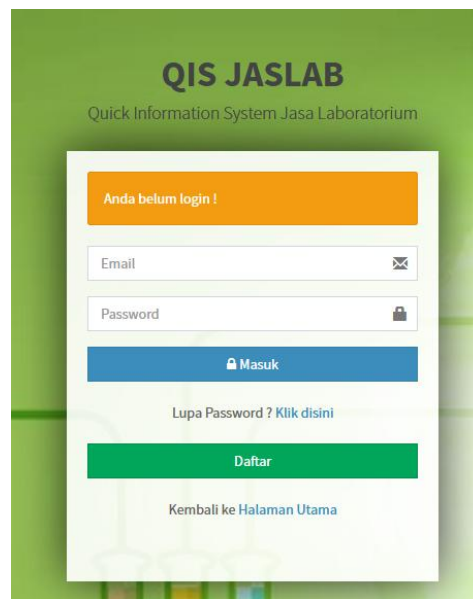 QIS JASLAB
Quick Information System Jasa Laboratorium
Anda belum login !
Email
Password
Masuk
Lupa Password ? Klik disini
Daftar
Kembali ke Halaman Utama